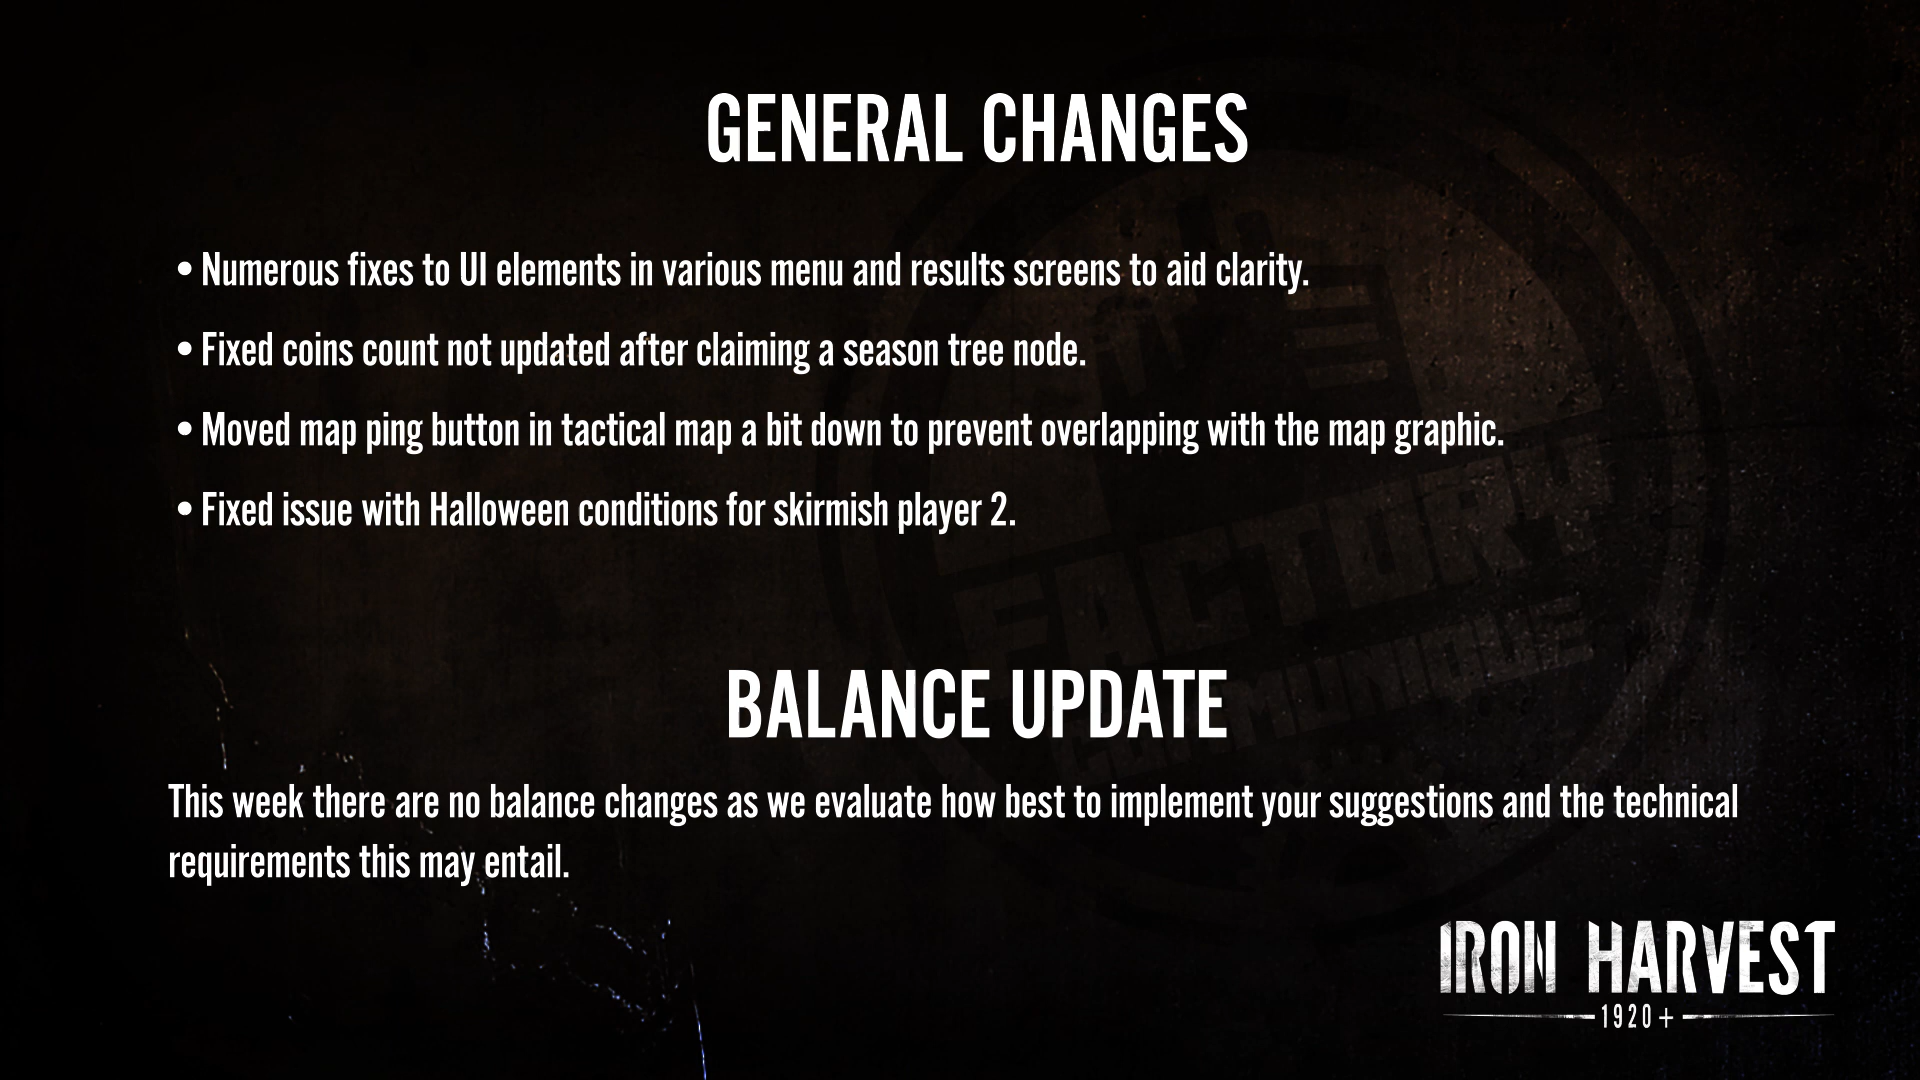 GENERAL CHANGES
• Numerous fixes to UI elements in various menu and results screens to aid clarity.
• Fixed coins count not updated after claiming a season tree node.
• Moved map ping button in tactical map a bit down to prevent overlapping with the map graphic.
• Fixed issue with Halloween conditions for skirmish player 2.
FACTORY
COMMUNIQUE
BALANCE UPDATE
This week there are no balance changes as we evaluate how best to implement your suggestions and the technical
requirements this may entail.
IRON HARVEST
1920+